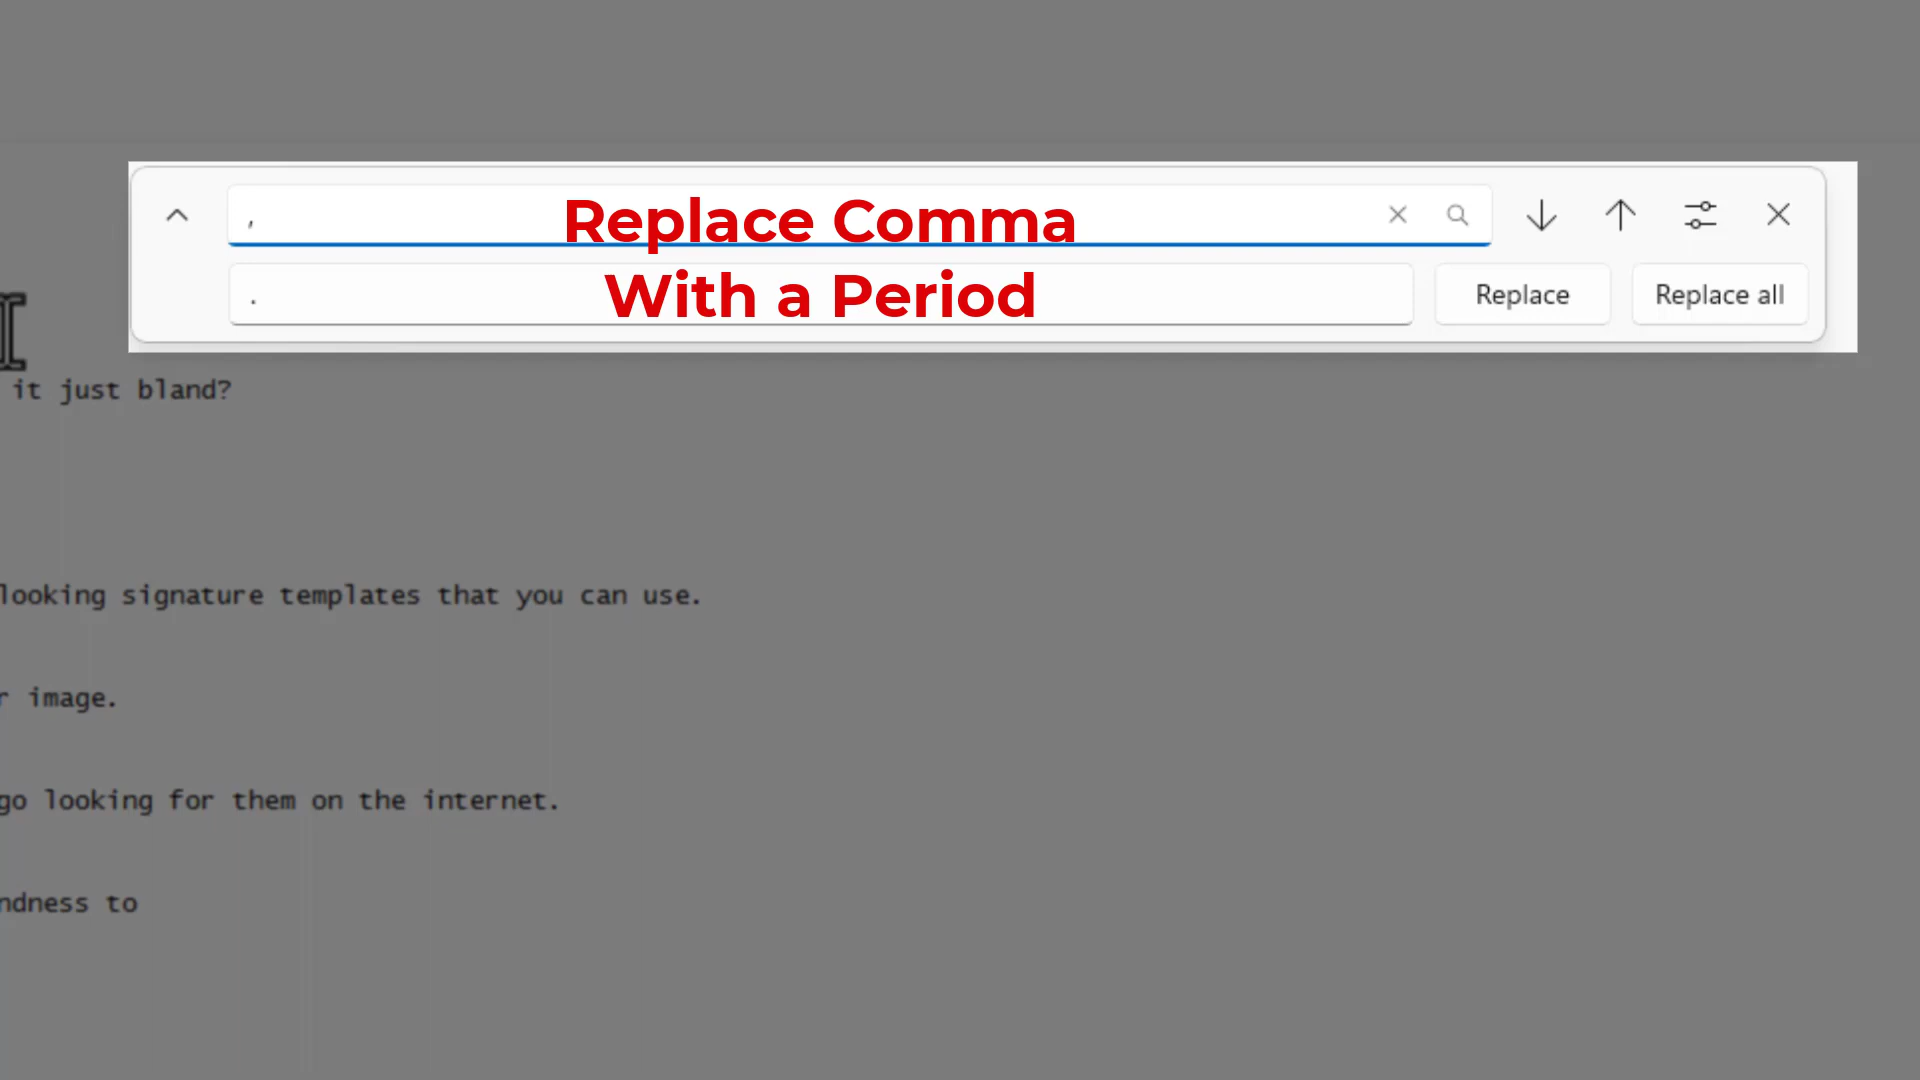 , Replace Comma
. With a Period Replace Replace all
it just bland?
looking signature templates that you can use.
r image.
go looking for them on the internet.
ndness to